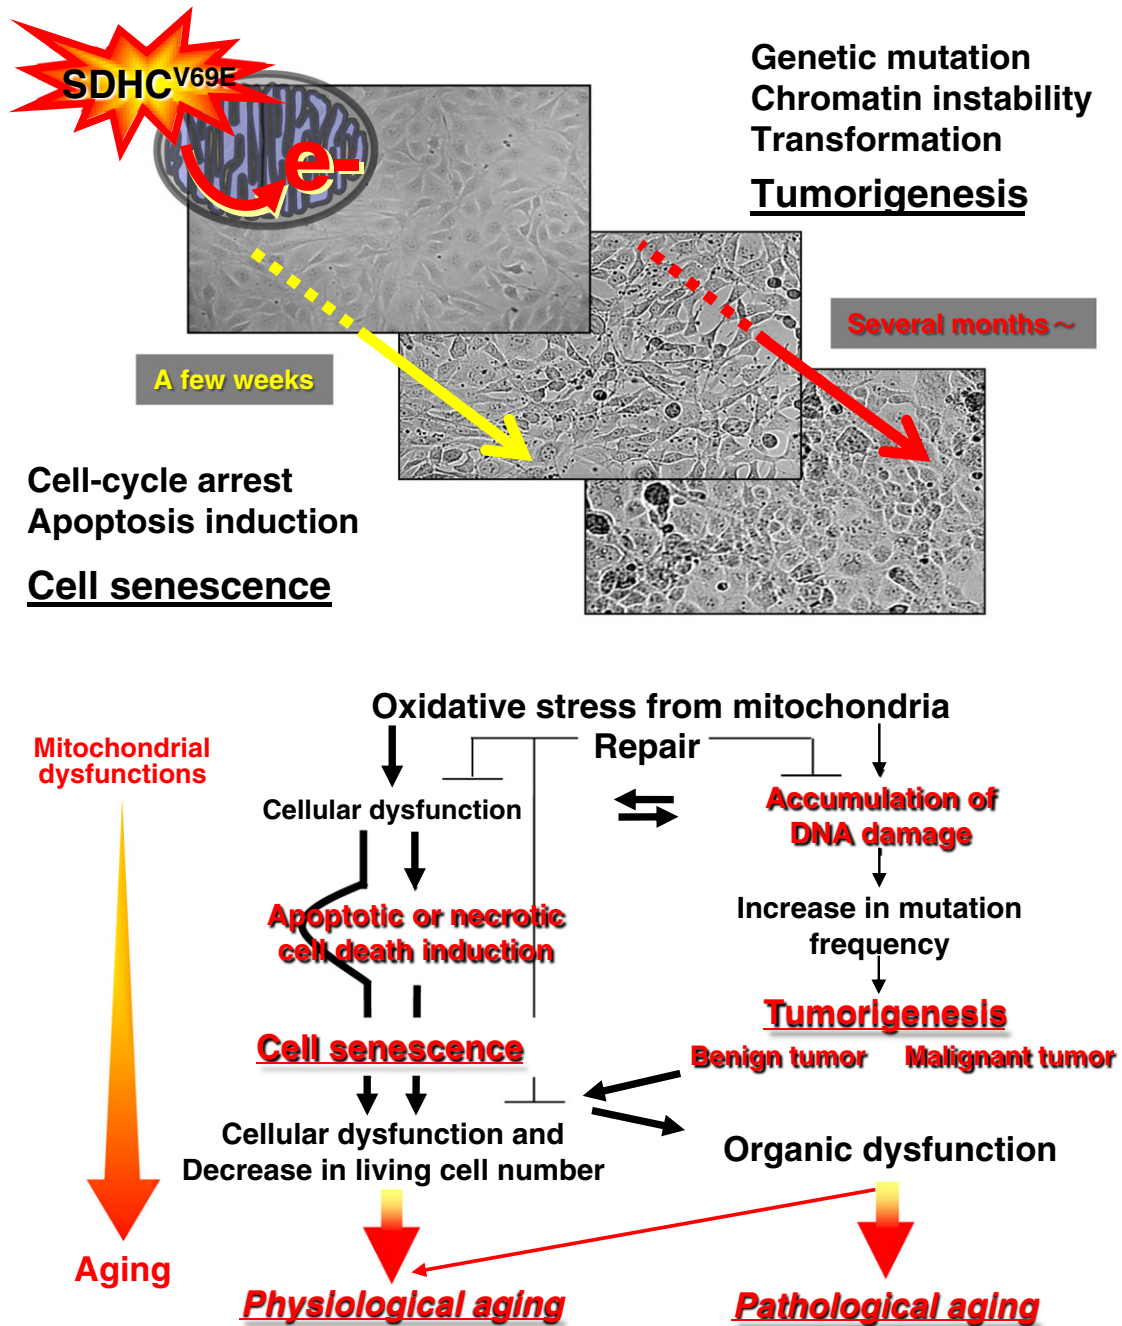 SDHCV69E
e-
Genetic mutation
Chromatin instability
Transformation
Tumorigenesis
Several months～
A few weeks
Cell-cycle arrest
Apoptosis induction
Cell senescence
Oxidative stress from mitochondria
Repair
Mitochondrial
dysfunctions
Cellular dysfunction
Accumulation of
DNA damage
Apoptotic or necrotic
cell death induction
Increase in mutation
frequency
Tumorigenesis
Cell senescence
Benign tumor
Malignant tumor
Cellular dysfunction and
Decrease in living cell number
Organic dysfunction
Aging
Physiological aging
Pathological aging